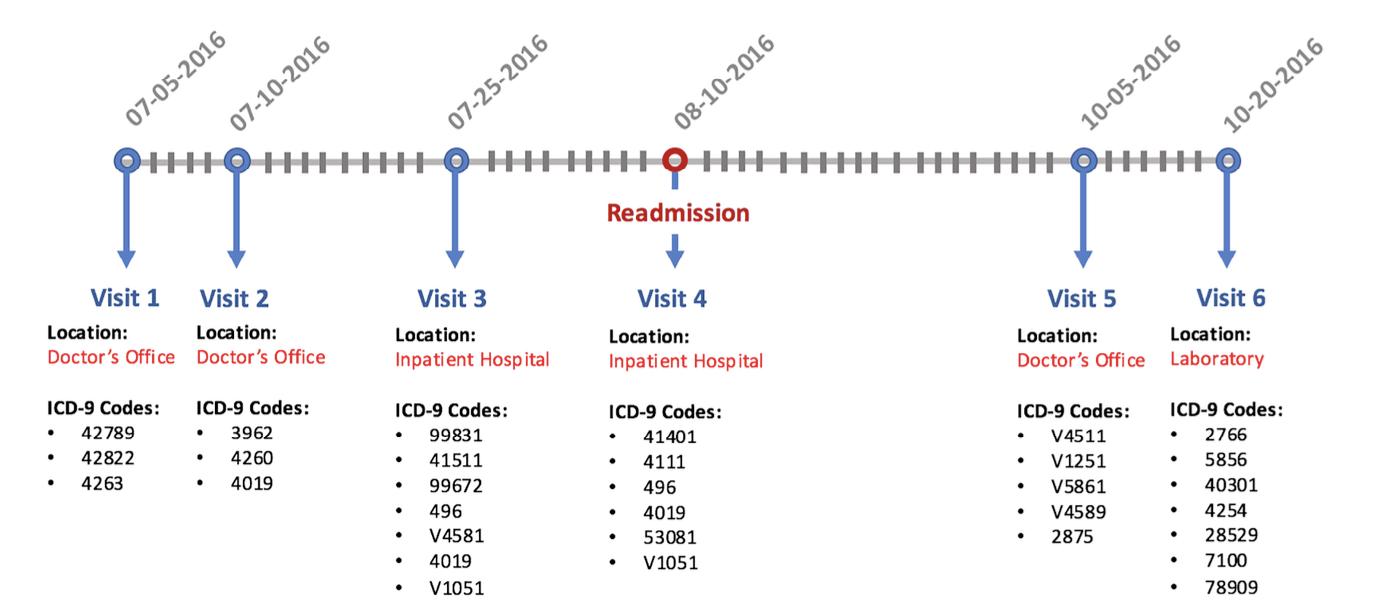 07-05-2016
07-10-2016
07-25-2016
08-10-2016
10-05-2016
10-20-2016
Readmission
Visit 1
Location:
Doctor's Office
ICD-9 Codes:
• 42789
• 42822
• 4263
Visit 2
Location:
Doctor's Office
ICD-9 Codes:
• 3962
• 4260
• 4019
Visit 3
Location:
Inpatient Hospital
ICD-9 Codes:
• 99831
• 41511
• 99672
• 496
• V4581
• 4019
• V1051
Visit 4
Location:
Inpatient Hospital
ICD-9 Codes:
• 41401
• 4111
• 496
• 4019
• 53081
• V1051
Visit 5
Location:
Doctor's Office
ICD-9 Codes:
• V4511
• V1251
• V5861
• V4589
• 2875
Visit 6
Location:
Laboratory
ICD-9 Codes:
• 2766
• 5856
• 40301
• 4254
• 28529
• 7100
• 78909